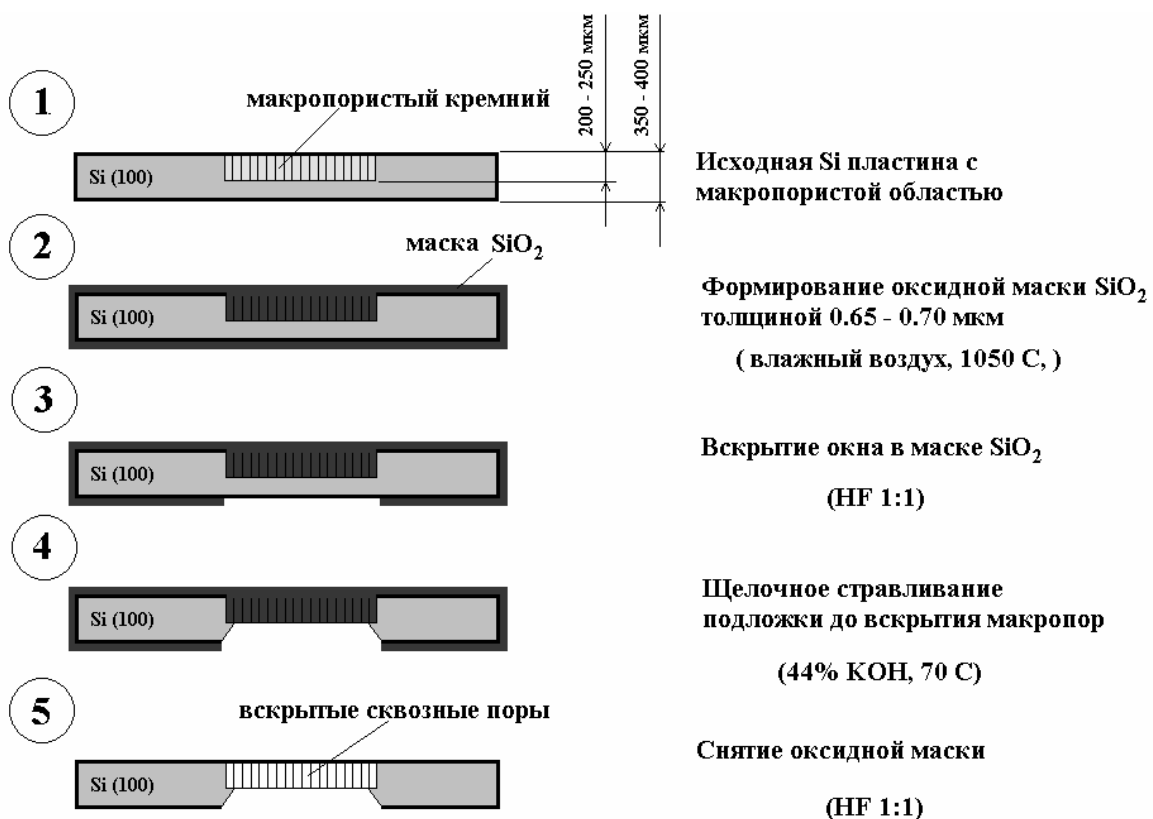 1
макропористый кремний
200 - 250 мкм
350 - 400 мкм
Si (100)
Исходная Si пластина с
макропористой областью
2
маска SiO₂
Si (100)
Формирование оксидной маски SiO₂
толщиной 0.65 - 0.70 мкм
( влажный воздух, 1050 С, )
3
Si (100)
Вскрытие окна в маске SiO₂
(HF 1:1)
4
Si (100)
Щелочное стравливание
подложки до вскрытия макропор
(44% KOH, 70 С)
5
вскрытые сквозные поры
Si (100)
Снятие оксидной маски
(HF 1:1)